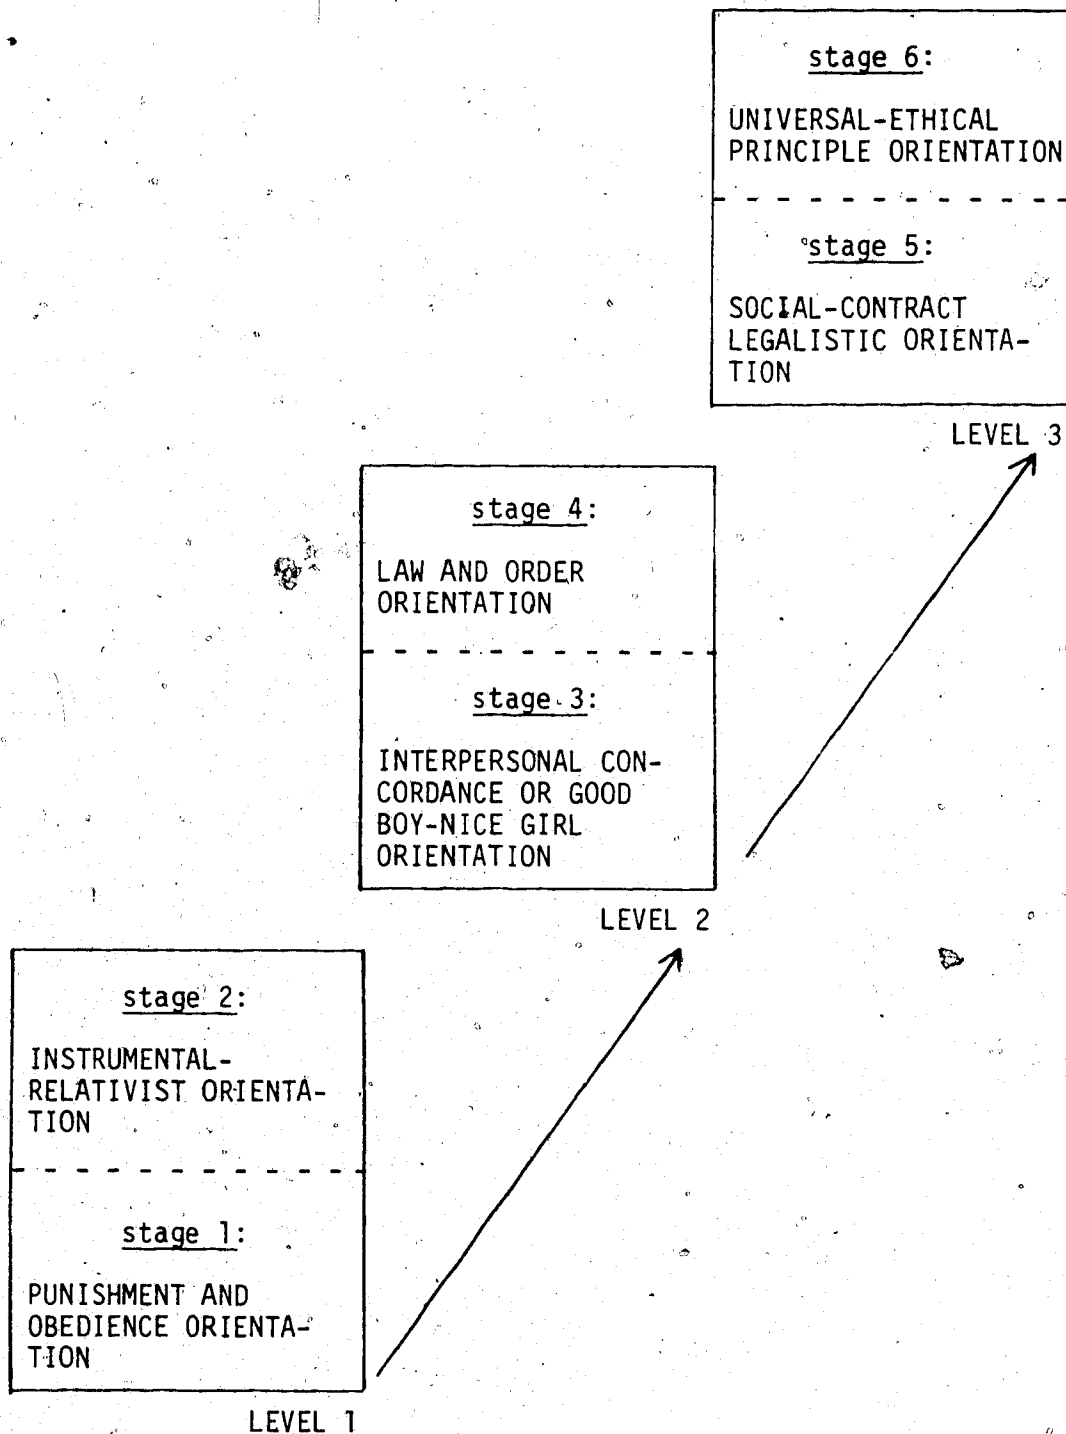 stage 6:
UNIVERSAL-ETHICAL
PRINCIPLE ORIENTATION
stage 5:
SOCIAL-CONTRACT
LEGALISTIC ORIENTA-
TION
LEVEL 3
stage 4:
LAW AND ORDER
ORIENTATION
stage 3:
INTERPERSONAL CON-
CORDANCE OR GOOD
BOY-NICE GIRL
ORIENTATION
LEVEL 2
stage 2:
INSTRUMENTAL-
RELATIVIST ORIENTA-
TION
stage 1:
PUNISHMENT AND
OBEDIENCE ORIENTA-
TION
LEVEL 1